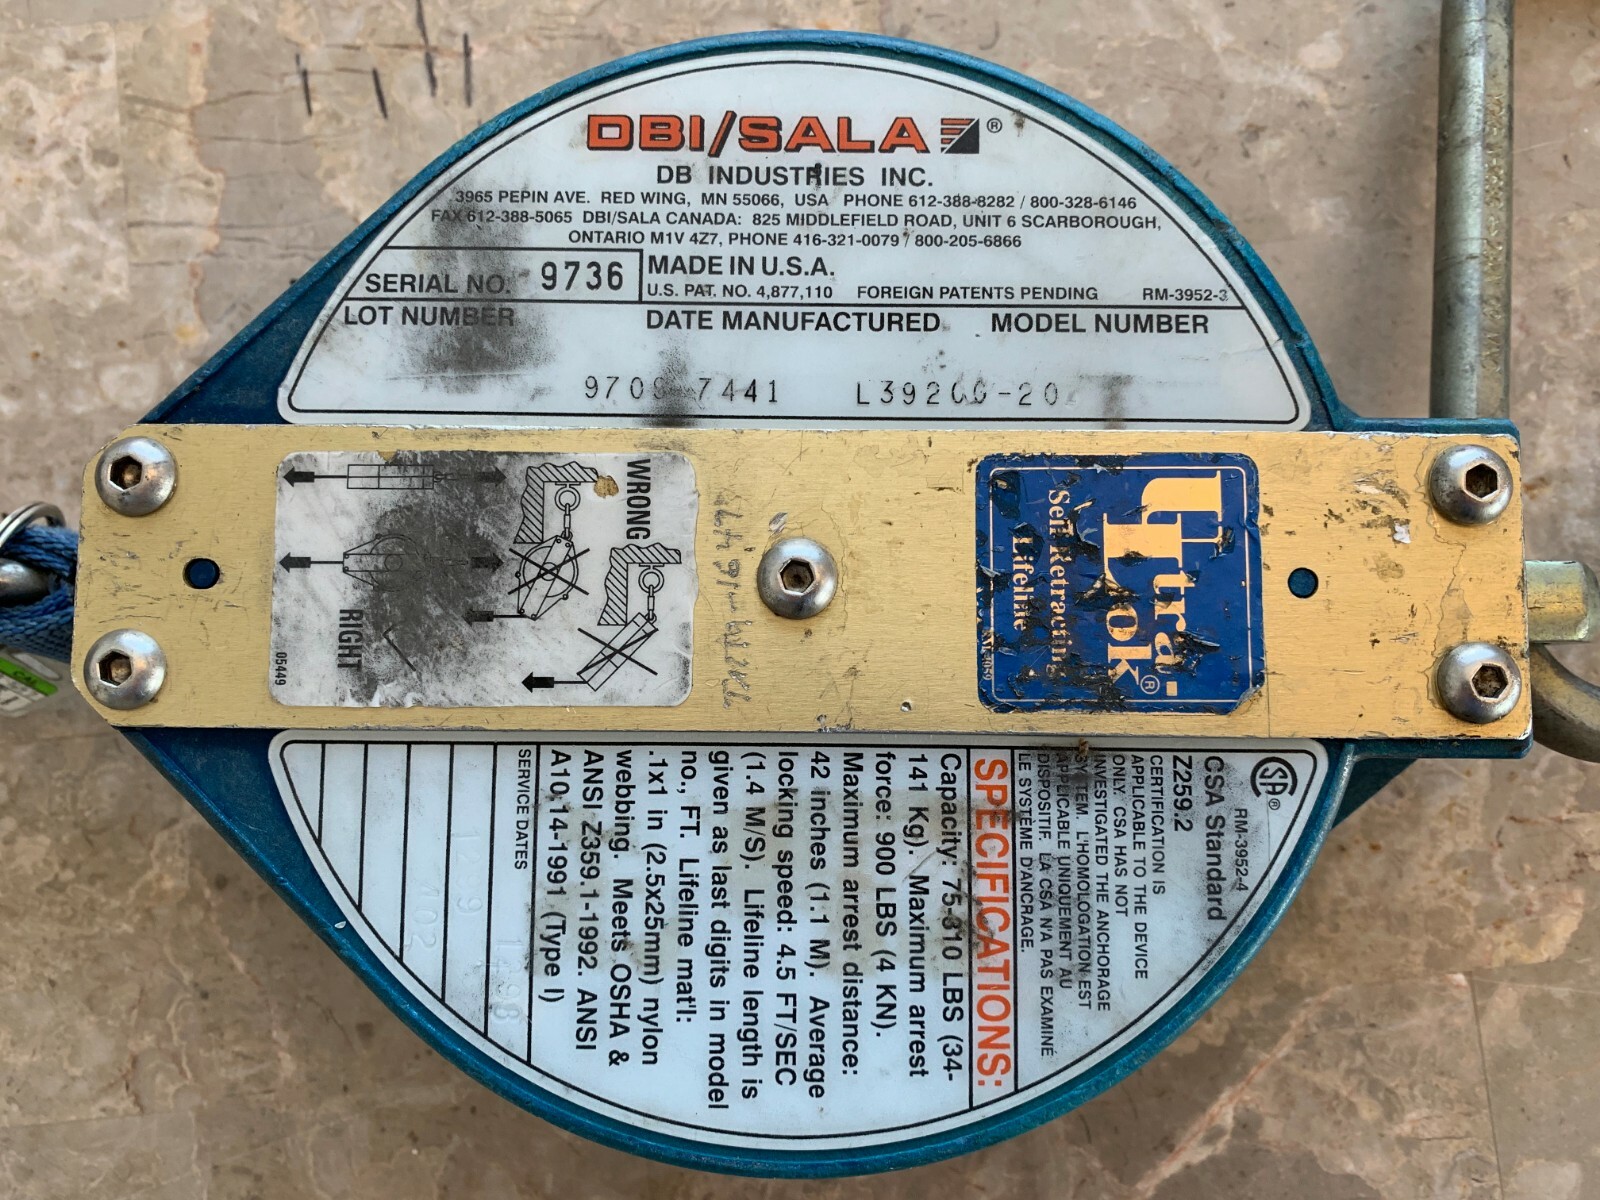 DBI/SALA ®
DB INDUSTRIES INC.
3965 PEPIN AVE. RED WING, MN 55066, USA PHONE 612-388-8282 / 800-328-6146
FAX 612-388-5065 DBI/SALA CANADA: 825 MIDDLEFIELD ROAD, UNIT 6 SCARBOROUGH,
ONTARIO M1V 4Z7, PHONE 416-321-0079 / 800-205-6866
SERIAL NO. 9736
MADE IN U.S.A.
U.S. PAT. NO. 4,877,110 FOREIGN PATENTS PENDING RM-3952-3
LOT NUMBER DATE MANUFACTURED MODEL NUMBER
7441
WRONG
RIGHT
05449
Ultra
Lok®
Self Retracting
Lifeline
CSA®
RM-3952-4
CSA Standard
Z259.2
CERTIFICATION IS
APPLICABLE TO THE DEVICE
ONLY. CSA HAS NOT
INVESTIGATED THE ANCHORAGE
SYSTEM. L'HOMOLOGATION EST
APPLICABLE UNIQUEMENT AU
DISPOSITIF. LA CSA N'A PAS EXAMINÉ
LE SYSTÈME D'ANCRAGE.
SPECIFICATIONS:
Capacity: 75-310 LBS (34-
141 Kg). Maximum arrest
force: 900 LBS (4 KN).
Maximum arrest distance:
42 inches (1.1 M). Average
locking speed: 4.5 FT/SEC
(1.4 M/S). Lifeline length is
given as last digits in model
no., FT. Lifeline mat'l:
.1x1 in (2.5x25mm) nylon
webbing. Meets OSHA &
ANSI Z359.1-1992. ANSI
A10.14-1991 (Type I)
SERVICE DATES
1498
1299
702